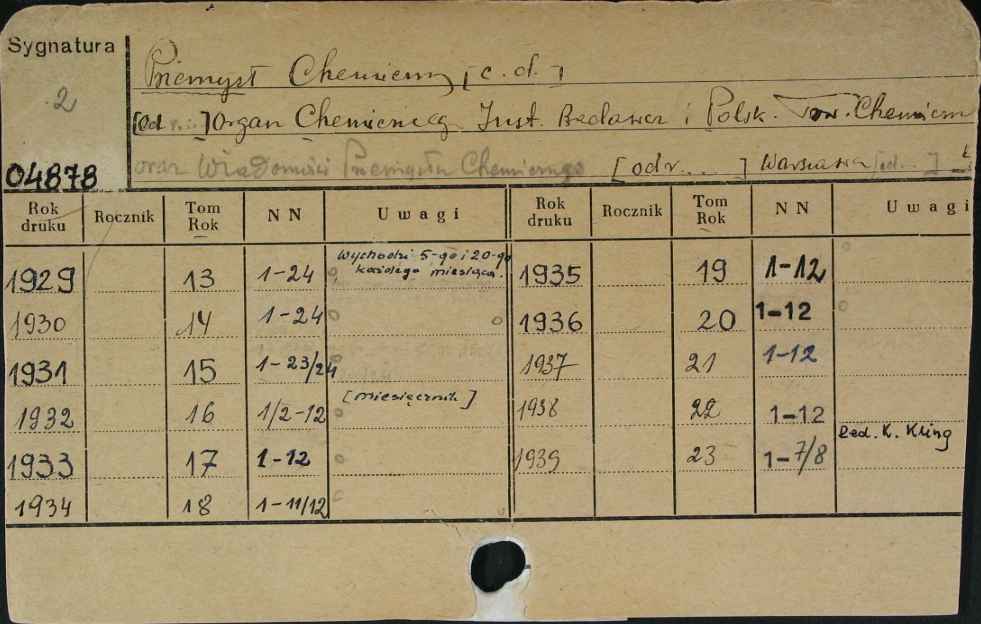 Sygnatura
2
04878
Przemysł Chemiczny [c.d.]
[Od ...] Organ Chemiczneg. Inst. Badawcz i Polsk. Tow. Chemiczn
oraz Wiadomości Przemysłu Chemicznego [odr....] Warszawa [od...]
Rok druku Rocznik Tom Rok NN Uwagi Rok druku Rocznik Tom Rok NN Uwagi
1929 13 1-24 Wychodzi 5-go i 20-go każdego miesiąca. 1935 19 1-12
1930 14 1-24 1936 20 1-12
1931 15 1-23/24 1937 21 1-12
1932 16 1/2-12 [miesięcznik] 1938 22 1-12
1933 17 1-12 1939 23 1-7/8 Red. K. Kling
1934 18 1-11/12